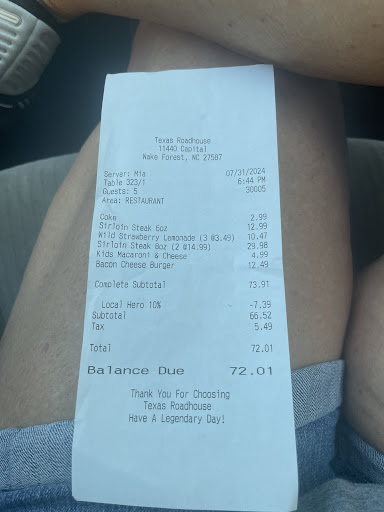 Texas Roadhouse
11440 Capital
Wake Forest, NC 27587
Server: Mia 07/31/2024
Table 323/1 6:44 PM
Guests: 5 30005
Area: RESTAURANT
Coke 2.99
Sirloin Steak 6oz 12.99
Wild Strawberry Lemonade (3 @3.49) 10.47
Sirloin Steak 8oz (2 @14.99) 29.98
Kids Macaroni & Cheese 4.99
Bacon Cheese Burger 12.49
Complete Subtotal 73.91
Local Hero 10% -7.39
Subtotal 66.52
Tax 5.49
Total 72.01
Balance Due 72.01
Thank You For Choosing
Texas Roadhouse
Have A Legendary Day!